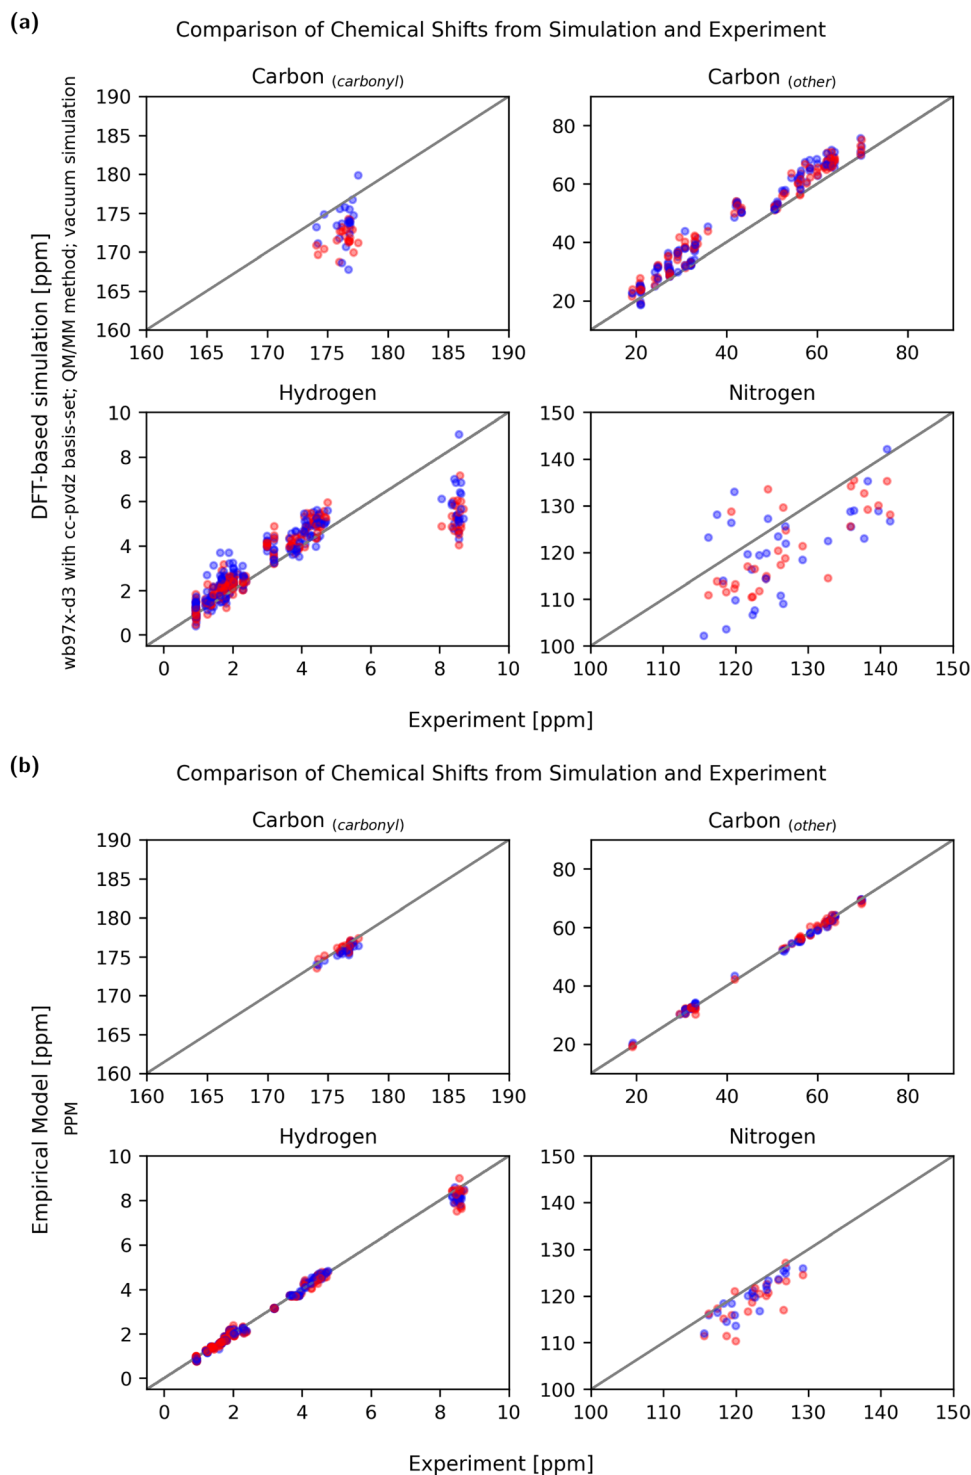 (a)
Comparison of Chemical Shifts from Simulation and Experiment
DFT-based simulation [ppm]
wb97x-d3 with cc-pvdz basis-set; QM/MM method; vacuum simulation
Carbon (carbonyl)
190
185
180
175
170
165
160
160 165 170 175 180 185 190
Carbon (other)
80
60
40
20
20 40 60 80
Hydrogen
10
8
6
4
2
0
0 2 4 6 8 10
Nitrogen
150
140
130
120
110
100
100 110 120 130 140 150
Experiment [ppm]
(b)
Comparison of Chemical Shifts from Simulation and Experiment
Empirical Model [ppm]
PPM
Carbon (carbonyl)
190
185
180
175
170
165
160
160 165 170 175 180 185 190
Carbon (other)
80
60
40
20
20 40 60 80
Hydrogen
10
8
6
4
2
0
0 2 4 6 8 10
Nitrogen
150
140
130
120
110
100
100 110 120 130 140 150
Experiment [ppm]